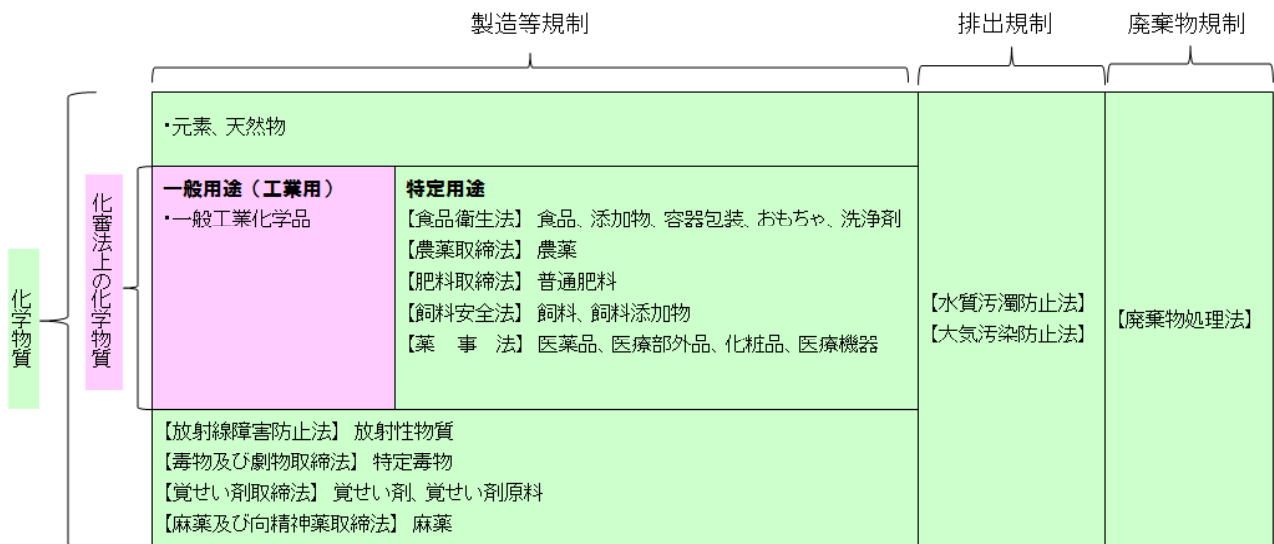 製造等規制
排出規制
廃棄物規制
化学物質
化審法上の化学物質
・元素、天然物
一般用途（工業用）
・一般工業化学品
特定用途
【食品衛生法】 食品、添加物、容器包装、おもちゃ、洗浄剤
【農薬取締法】 農薬
【肥料取締法】 普通肥料
【飼料安全法】 飼料、飼料添加物
【薬 事 法】 医薬品、医療部外品、化粧品、医療機器
【放射線障害防止法】 放射性物質
【毒物及び劇物取締法】 特定毒物
【覚せい剤取締法】 覚せい剤、覚せい剤原料
【麻薬及び向精神薬取締法】 麻薬
【水質汚濁防止法】
【大気汚染防止法】
【廃棄物処理法】